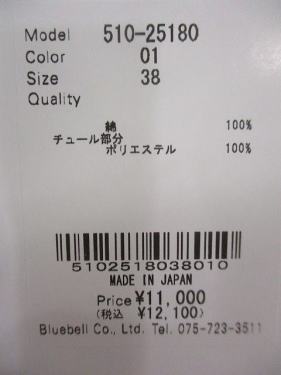 Model 510-25180
Color 01
Size 38
Quality
綿 100%
チュール部分
ポリエステル 100%
5102518038010
MADE IN JAPAN
Price ¥11,000
(税込 ¥12,100)
Bluebell Co., Ltd. Tel. 075-723-3511